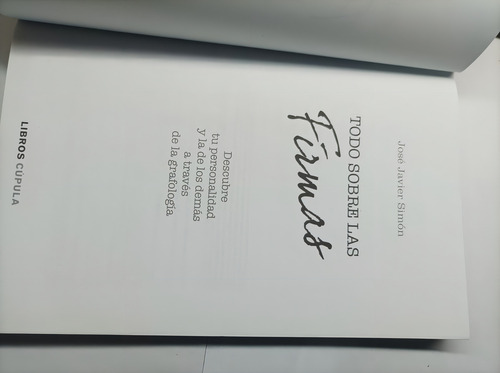 José Javier Simón
TODO SOBRE LAS
Firmas
Descubre
tu personalidad
y la de los demás
a través
de la grafología
LIBROS CÚPULA